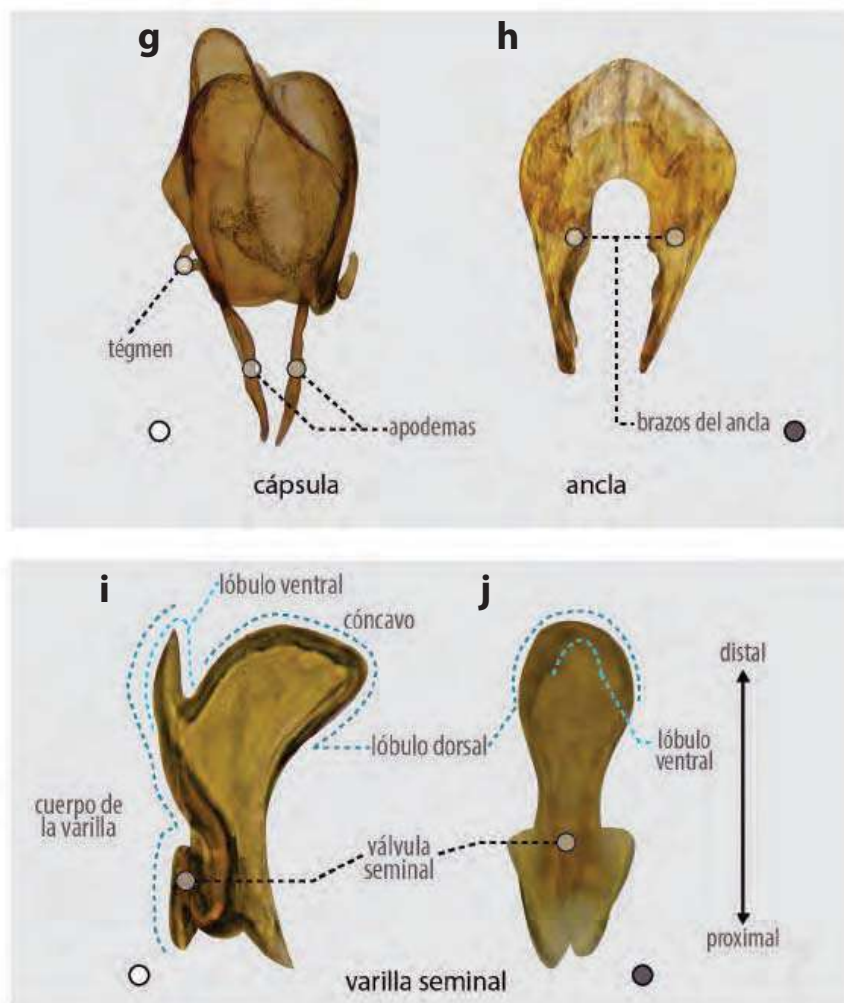 g
h
tégmen
apodemas
brazos del ancla
cápsula
ancla
i
j
lóbulo ventral
cóncavo
distal
lóbulo dorsal
lóbulo
ventral
cuerpo de
la varilla
válvula
seminal
proximal
varilla seminal